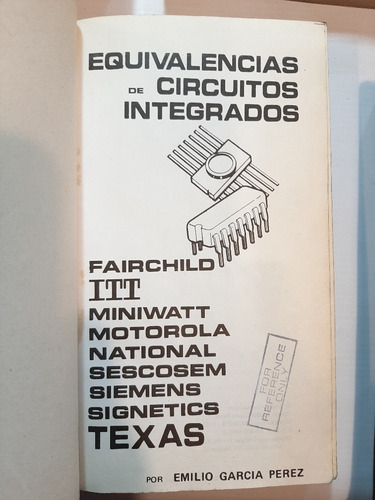 EQUIVALENCIAS
DE CIRCUITOS
INTEGRADOS
FAIRCHILD
ITT
MINIWATT
MOTOROLA
NATIONAL
SESCOSEM
SIEMENS
SIGNETICS
TEXAS
FOR
REFERENCE
ONLY
POR EMILIO GARCIA PEREZ